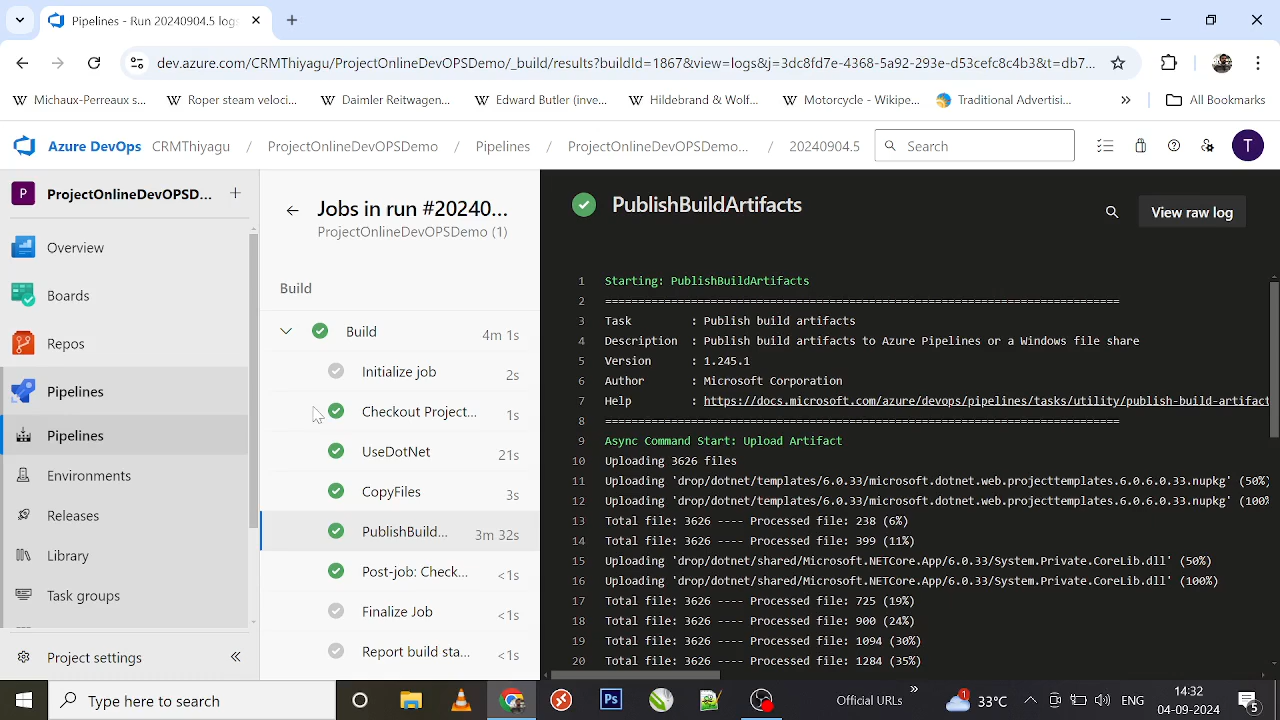 Pipelines - Run 20240904.5 log
dev.azure.com/CRMThiyagu/ProjectOnlineDevOPSDemo/_build/results?buildId=1867&view=logs&j=3dc8fd7e-4368-5a92-293e-d53cefc8c4b3&t=db7...
Michaux-Perreaux s... Roper steam veloci... Daimler Reitwagen... Edward Butler (inve... Hildebrand & Wolf... Motorcycle - Wikipe... Traditional Advertisi... » All Bookmarks
Azure DevOps CRMThiyagu / ProjectOnlineDevOPSDemo / Pipelines / ProjectOnlineDevOPSDemo... / 20240904.5 Search T
P ProjectOnlineDevOPSD... +
Overview
Boards
Repos
Pipelines
Pipelines
Environments
Releases
Library
Task groups
Project settings «
Jobs in run #20240...
ProjectOnlineDevOPSDemo (1)
Build
Build 4m 1s
Initialize job 2s
Checkout Project... 1s
UseDotNet 21s
CopyFiles 3s
PublishBuild... 3m 32s
Post-job: Check... <1s
Finalize Job <1s
Report build sta... <1s
PublishBuildArtifacts View raw log
1 Starting: PublishBuildArtifacts
2 ==============================================================================
3 Task : Publish build artifacts
4 Description : Publish build artifacts to Azure Pipelines or a Windows file share
5 Version : 1.245.1
6 Author : Microsoft Corporation
7 Help : https://docs.microsoft.com/azure/devops/pipelines/tasks/utility/publish-build-artifact
8 ==============================================================================
9 Async Command Start: Upload Artifact
10 Uploading 3626 files
11 Uploading 'drop/dotnet/templates/6.0.33/microsoft.dotnet.web.projecttemplates.6.0.6.0.33.nupkg' (50%
12 Uploading 'drop/dotnet/templates/6.0.33/microsoft.dotnet.web.projecttemplates.6.0.6.0.33.nupkg' (100%
13 Total file: 3626 ---- Processed file: 238 (6%)
14 Total file: 3626 ---- Processed file: 399 (11%)
15 Uploading 'drop/dotnet/shared/Microsoft.NETCore.App/6.0.33/System.Private.CoreLib.dll' (50%)
16 Uploading 'drop/dotnet/shared/Microsoft.NETCore.App/6.0.33/System.Private.CoreLib.dll' (100%)
17 Total file: 3626 ---- Processed file: 725 (19%)
18 Total file: 3626 ---- Processed file: 900 (24%)
19 Total file: 3626 ---- Processed file: 1094 (30%)
20 Total file: 3626 ---- Processed file: 1284 (35%)
Type here to search Ps Official URLs » 1 33°C ENG 14:32 5
04-09-2024